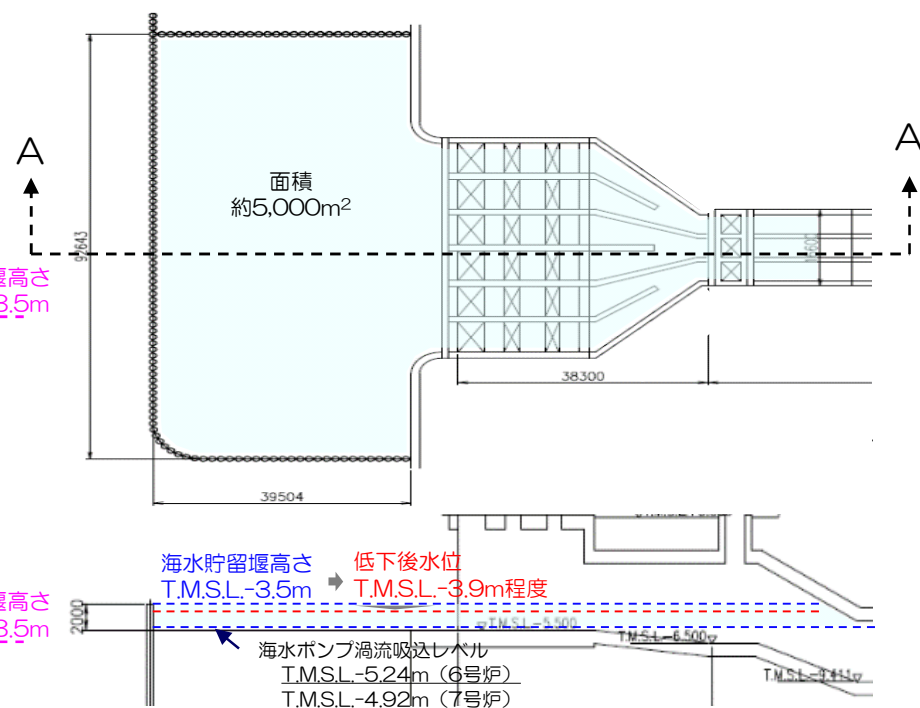 A
A
面積
約5,000m²
92643
堰高さ
3.5m
38300
39504
海水貯留堰高さ
T.M.S.L.-3.5m
低下後水位
T.M.S.L.-3.9m程度
堰高さ
3.5m
2000
T.M.S.L.-5.500
T.M.S.L.-6.500
海水ポンプ渦流吸込レベル
T.M.S.L.-5.24m（6号炉）
T.M.S.L.-4.92m（7号炉）
T.M.S.L.-9.411